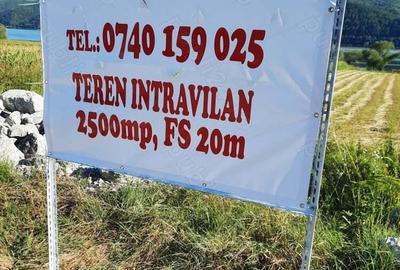 TEL.: 0740 159 025
TEREN INTRAVILAN
2500mp, FS 20m